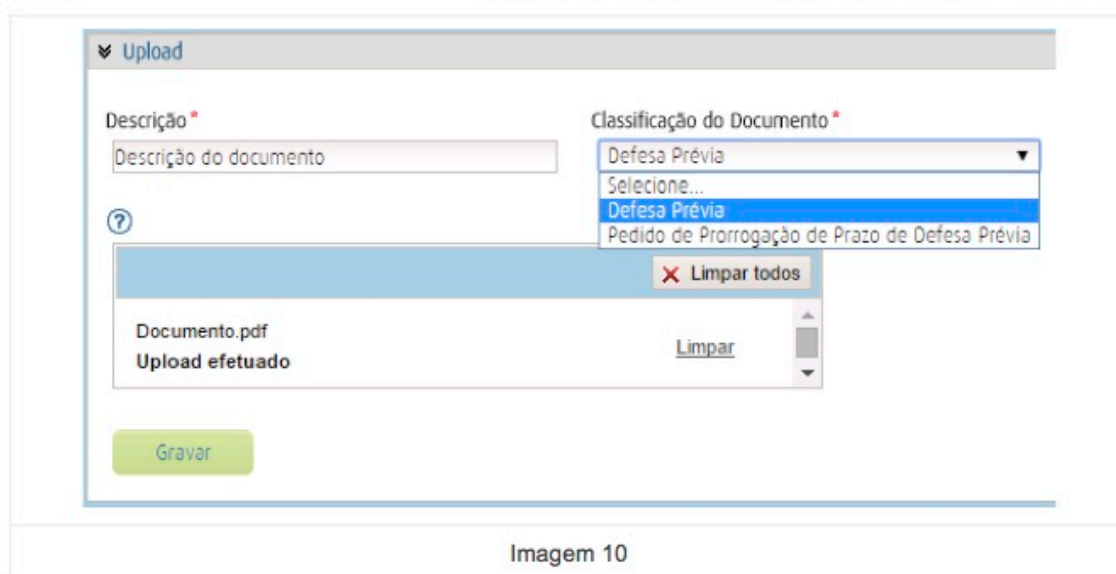 Upload
Descrição *
Classificação do Documento *
Descrição do documento
Defesa Prévia
Selecione...
Defesa Prévia
Pedido de Prorrogação de Prazo de Defesa Prévia
?
Limpar todos
Documento.pdf
Upload efetuado
Limpar
Gravar
Imagem 10